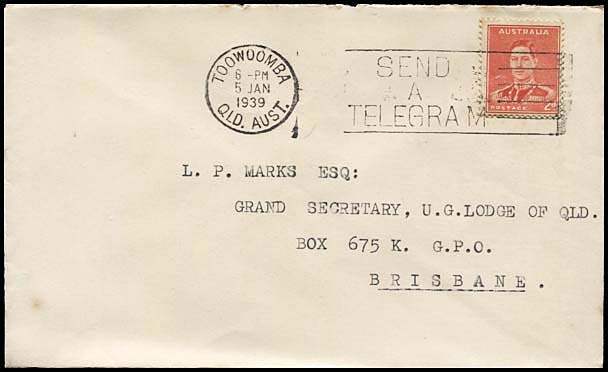 TOOWOOMBA
6-PM
5 JAN
1939
QLD. AUST.
SEND
A
TELEGRAM
AUSTRALIA
POSTAGE
L. P. MARKS ESQ:
GRAND SECRETARY, U.G.LODGE OF QLD.
BOX 675 K. G.P.O.
BRISBANE.